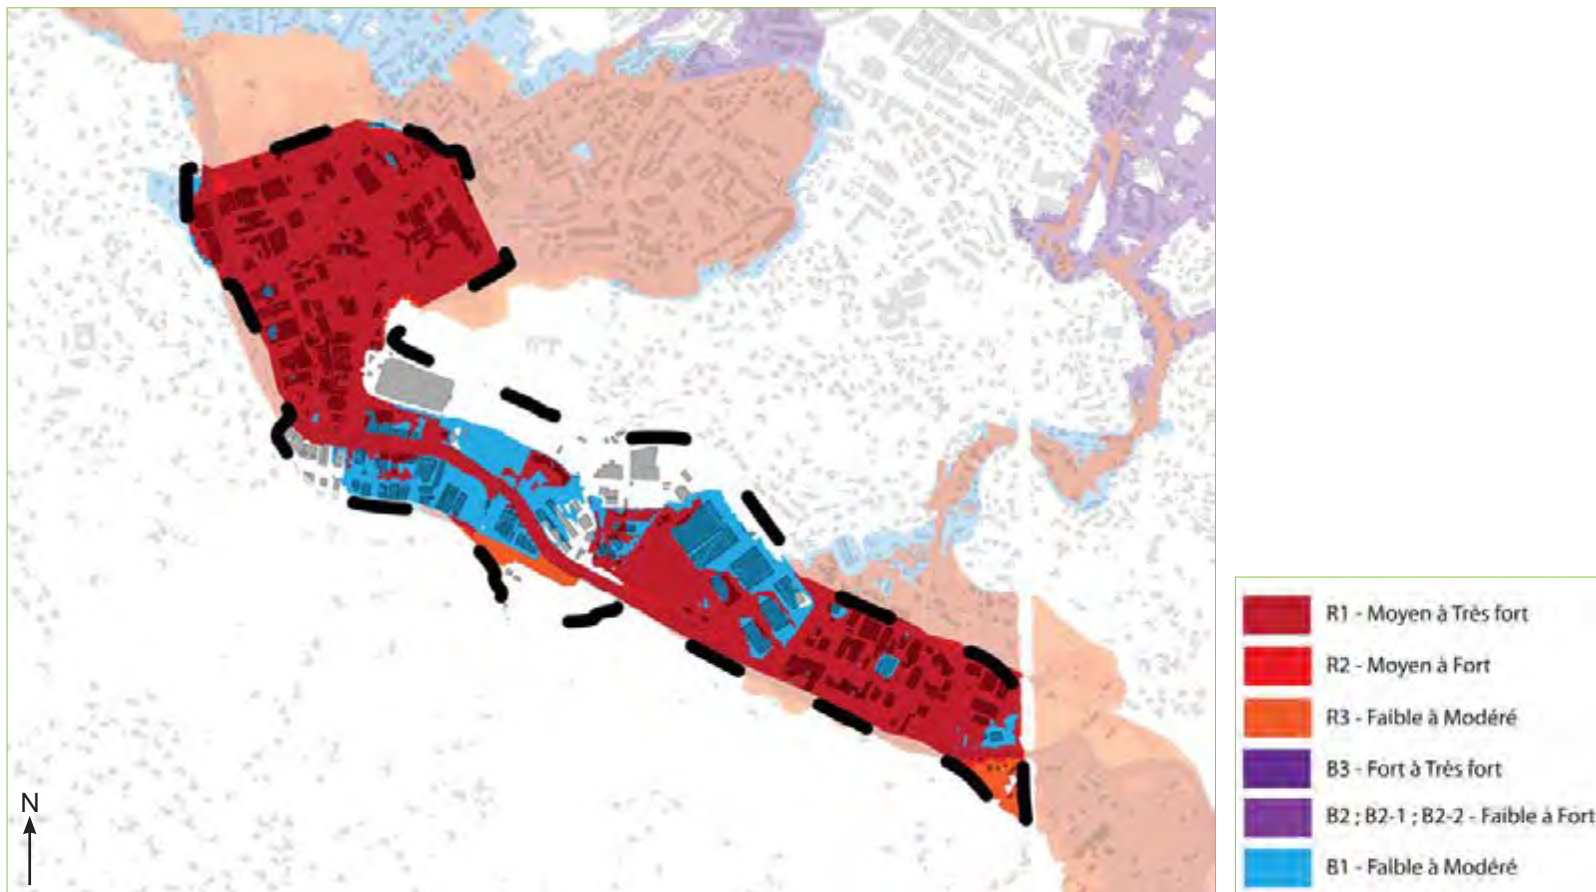 N
R1 - Moyen à Très fort
R2 - Moyen à Fort
R3 - Faible à Modéré
B3 - Fort à Très fort
B2 ; B2-1 ; B2-2 - Faible à Fort
B1 - Faible à Modéré